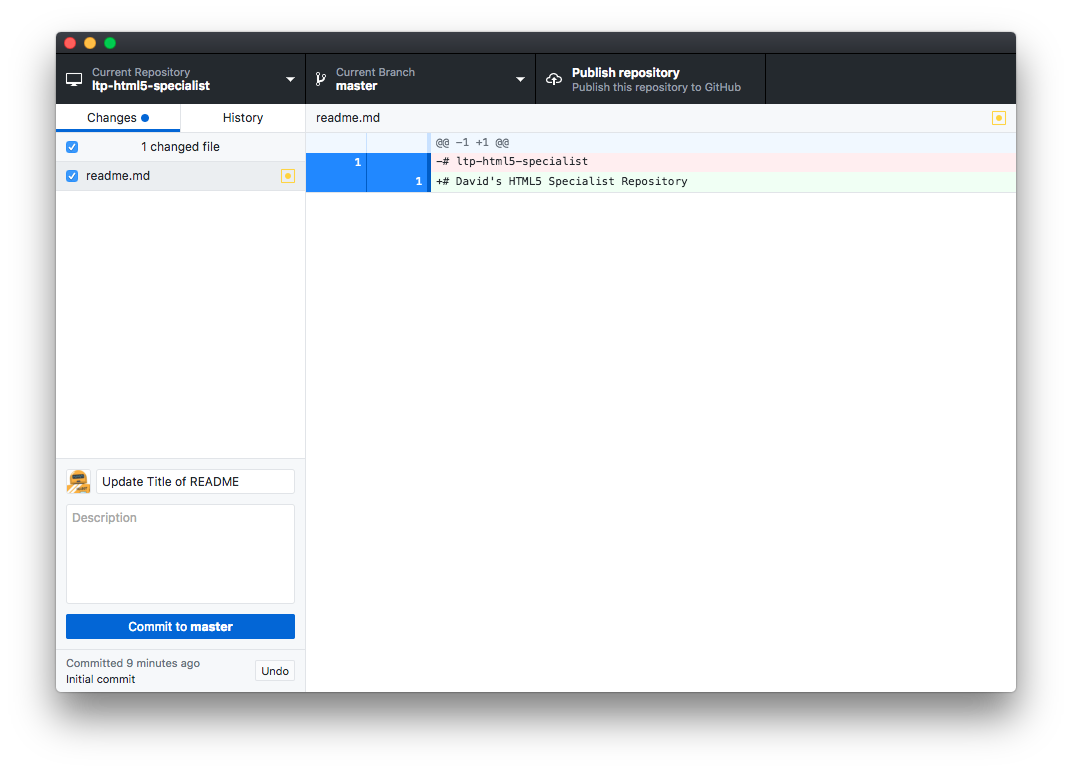 Current Repository
ltp-html5-specialist
Current Branch
master
Publish repository
Publish this repository to GitHub
Changes
History
1 changed file
readme.md
readme.md
@@ -1 +1 @@
1 -# ltp-html5-specialist
1 +# David's HTML5 Specialist Repository
Update Title of README
Description
Commit to master
Committed 9 minutes ago
Initial commit
Undo